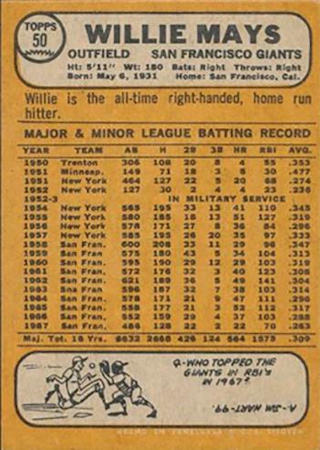 TOPPS
50
WILLIE MAYS
OUTFIELD SAN FRANCISCO GIANTS
Ht: 5'11" Wt: 180 Bats: Right Throws: Right
Born: May 6, 1931 Home: San Francisco, Cal.
Willie is the all-time right-handed, home run
hitter.
MAJOR & MINOR LEAGUE BATTING RECORD
YEAR TEAM AB H 2B 3B HR RBI AVG.
1950 Trenton 306 108 20 8 4 55 .353
1951 Minneap. 149 71 18 3 8 30 .477
1951 New York 464 127 22 5 20 68 .274
1952 New York 127 30 2 4 4 23 .236
1952-3 IN MILITARY SERVICE
1954 New York 565 195 33 13 41 110 .345
1955 New York 580 185 18 13 51 127 .319
1956 New York 578 171 27 8 36 84 .296
1957 New York 585 195 26 20 35 97 .333
1958 San Fran. 600 208 33 11 29 96 .347
1959 San Fran. 575 180 43 5 34 104 .313
1960 San Fran. 595 190 29 12 29 103 .319
1961 San Fran. 572 176 32 3 40 123 .308
1962 San Fran. 621 189 36 5 49 141 .304
1963 San Fran. 596 187 32 7 38 103 .314
1964 San Fran. 578 171 21 9 47 111
1965 San Fran. 558 177 21 3 52 112 .317
1966 San Fran. 552 159 29 4 37 103 .288
1967 San Fran. 486 128 22 2 22 70 .263
Maj. Tot. 16 Yrs. 8632 2668 426 124 564 1575 .309
Q-WHO TOPPED THE
GIANTS IN RBI'S
IN 1967?
A-JIM HART-99.